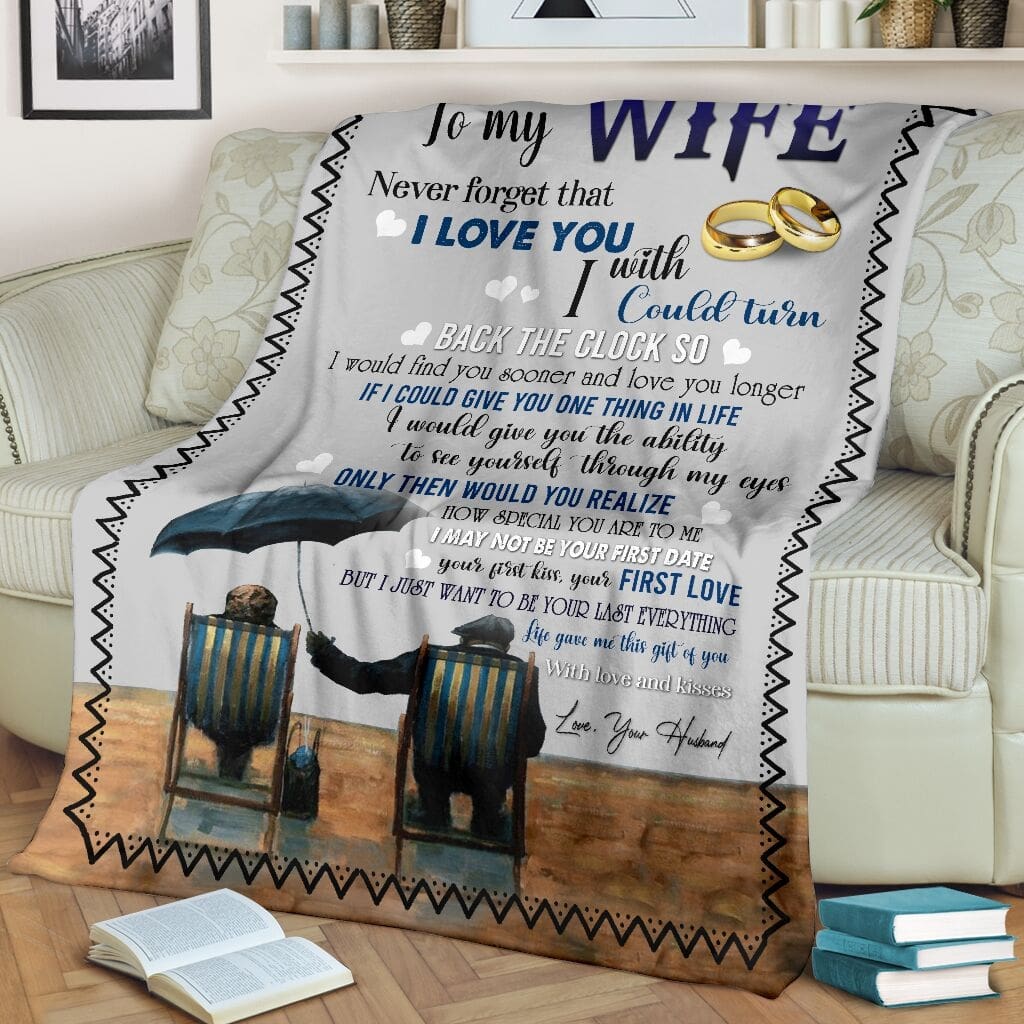 To my WIFE
Never forget that
I LOVE YOU
I with
Could turn
BACK THE CLOCK SO
I would find you sooner and love you longer
IF I COULD GIVE YOU ONE THING IN LIFE
I would give you the ability
to see yourself through my eyes
ONLY THEN WOULD YOU REALIZE
HOW SPECIAL YOU ARE TO ME
I MAY NOT BE YOUR FIRST DATE
your first kiss, your FIRST LOVE
BUT I JUST WANT TO BE YOUR LAST EVERYTHING
Life gave me this gift of you
With love and kisses
Love, Your Husband